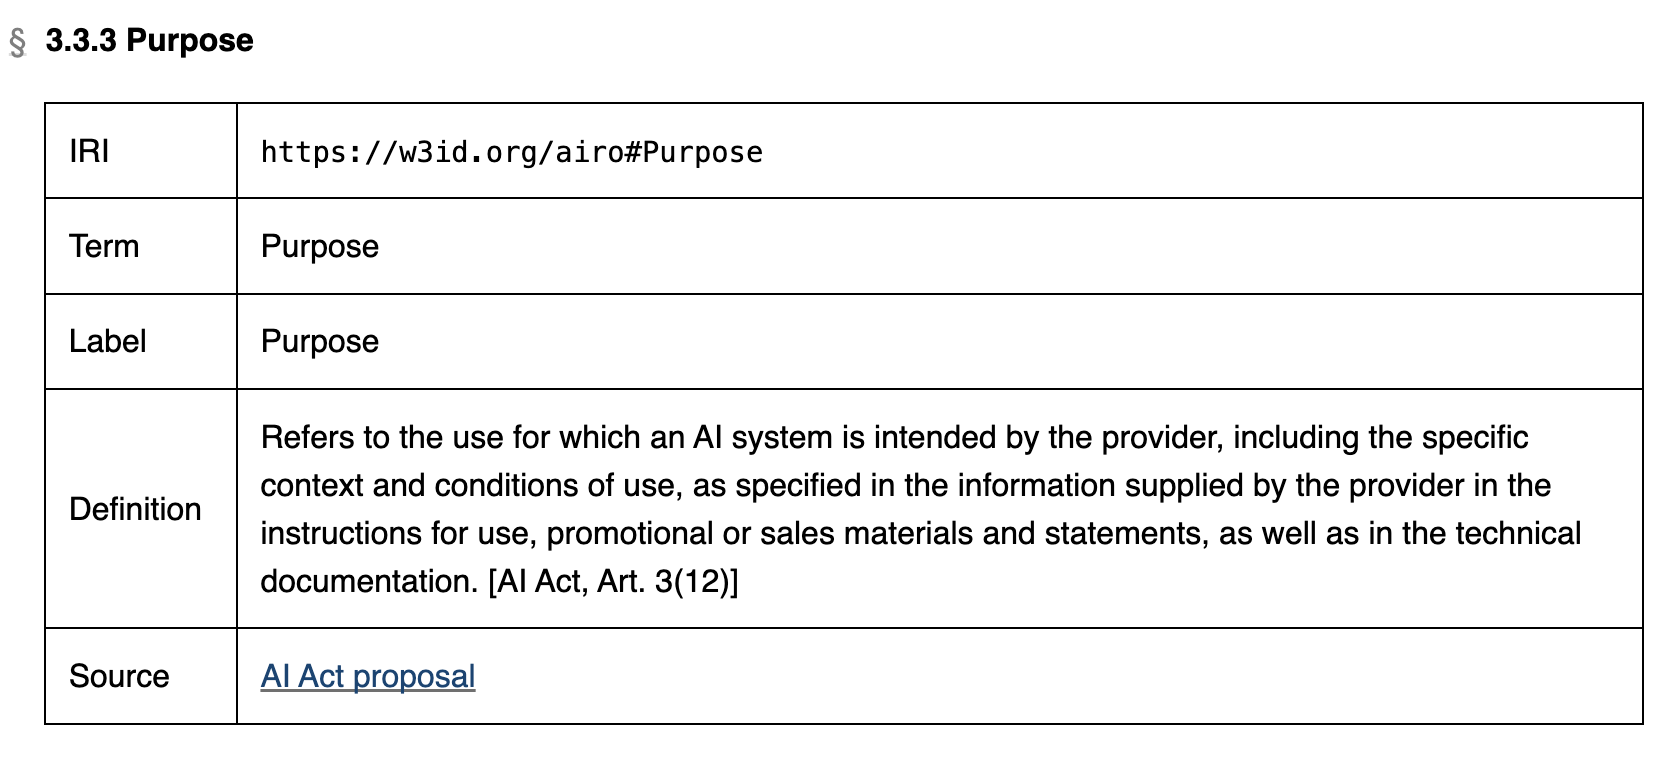 § 3.3.3 Purpose
IRI https://w3id.org/airo#Purpose
Term Purpose
Label Purpose
Definition
Refers to the use for which an AI system is intended by the provider, including the specific
context and conditions of use, as specified in the information supplied by the provider in the
instructions for use, promotional or sales materials and statements, as well as in the technical
documentation. [AI Act, Art. 3(12)]
Source AI Act proposal